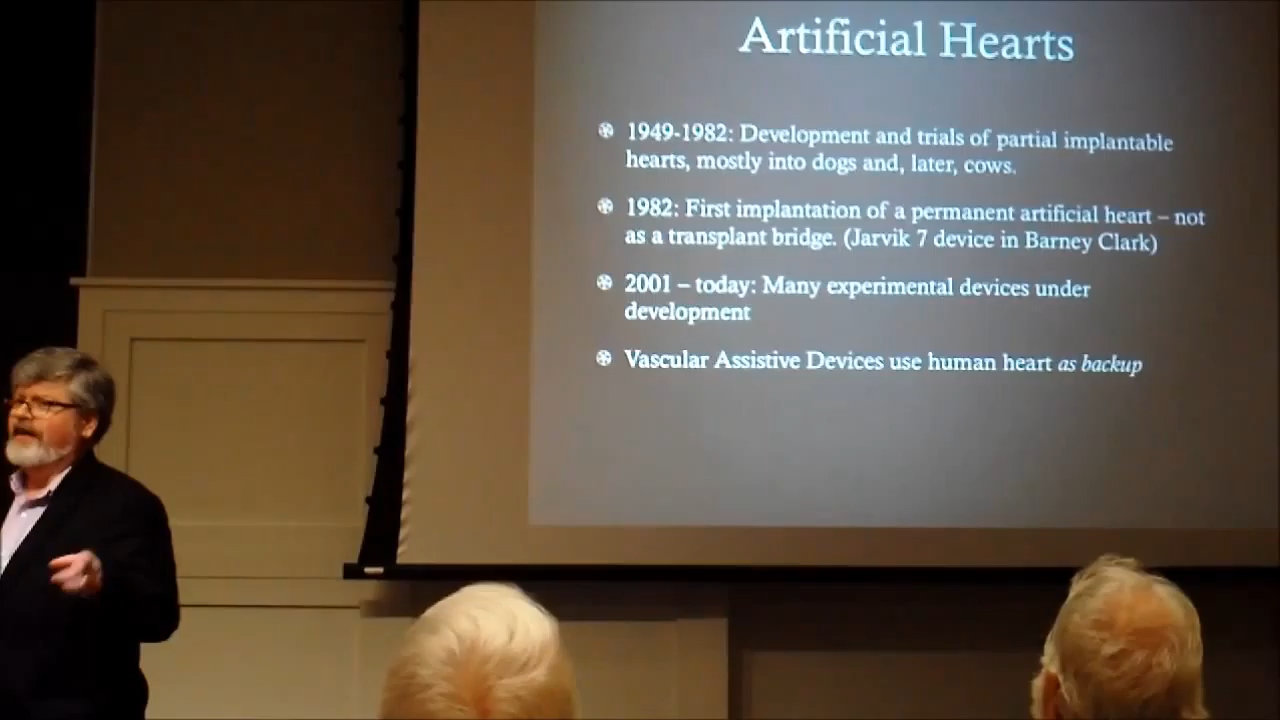 Artificial Hearts
1949-1982: Development and trials of partial implantable
hearts, mostly into dogs and, later, cows.
1982: First implantation of a permanent artificial heart – not
as a transplant bridge. (Jarvik 7 device in Barney Clark)
2001 – today: Many experimental devices under
development
Vascular Assistive Devices use human heart as backup